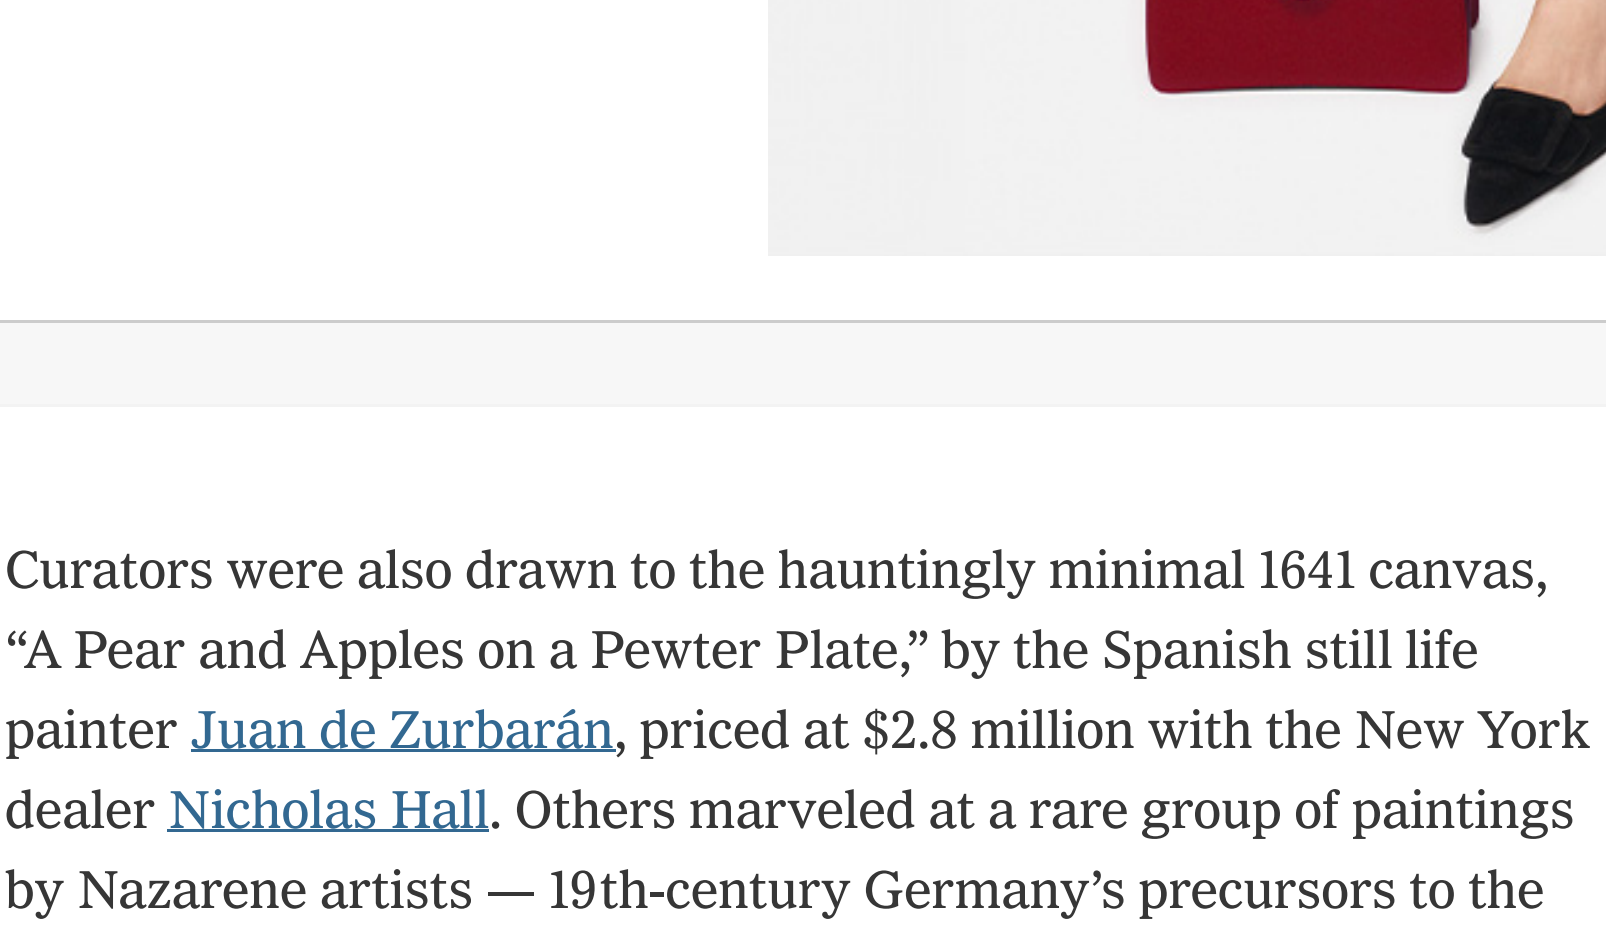 Curators were also drawn to the hauntingly minimal 1641 canvas,
“A Pear and Apples on a Pewter Plate,” by the Spanish still life
painter Juan de Zurbarán, priced at $2.8 million with the New York
dealer Nicholas Hall. Others marveled at a rare group of paintings
by Nazarene artists — 19th-century Germany’s precursors to the